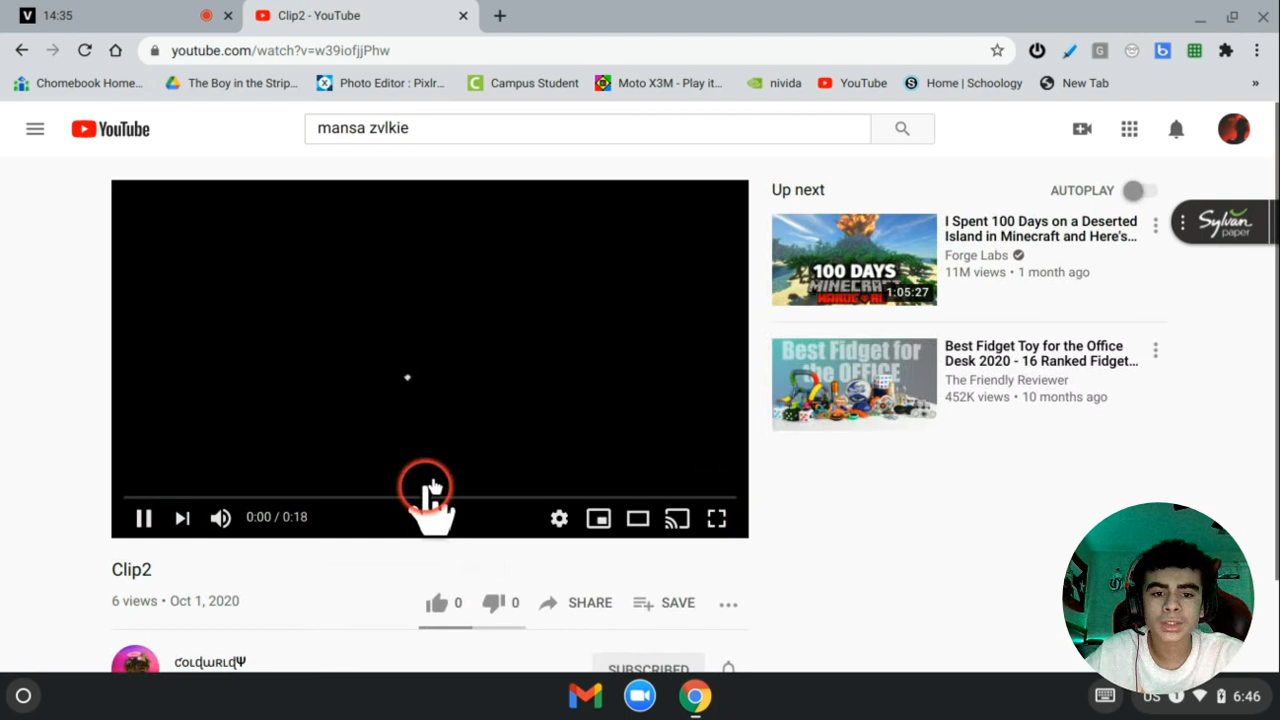 V 14:35
Clip2 - YouTube
youtube.com/watch?v=w39iofjjPhw
Chomebook Home...
The Boy in the Strip...
Photo Editor : Pixlr...
Campus Student
Moto X3M - Play it...
nivida
YouTube
Home | Schoology
New Tab
»
YouTube
mansa zvlkie
Up next
AUTOPLAY
I Spent 100 Days on a Deserted
Island in Minecraft and Here's...
Forge Labs
11M views • 1 month ago
100 DAYS
MINECRAFT
1:05:27
Sylvan
paper
Best Fidget for
the OFFICE
Best Fidget Toy for the Office
Desk 2020 - 16 Ranked Fidget...
The Friendly Reviewer
452K views • 10 months ago
0:00 / 0:18
Clip2
6 views • Oct 1, 2020
0
0
SHARE
SAVE
SUBSCRIBED
US
6:46